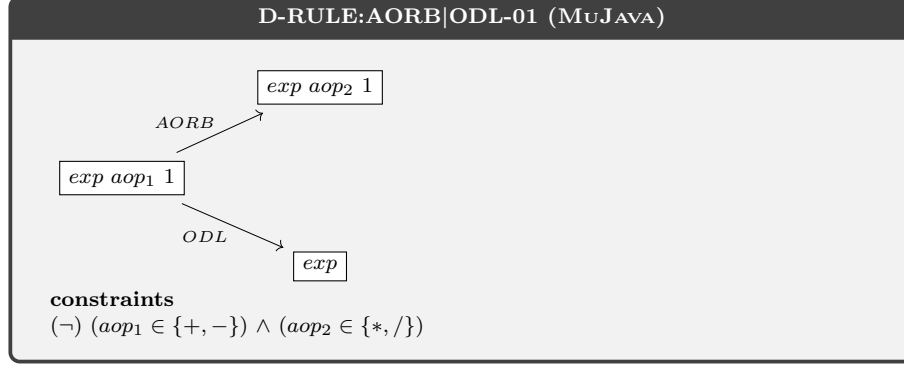 D-RULE:AORB|ODL-01 (MuJava)
exp aop₂ 1
AORB
exp aop₁ 1
ODL
exp
constraints
(¬) (aop₁ ∈ {+, −}) ∧ (aop₂ ∈ {∗, /})